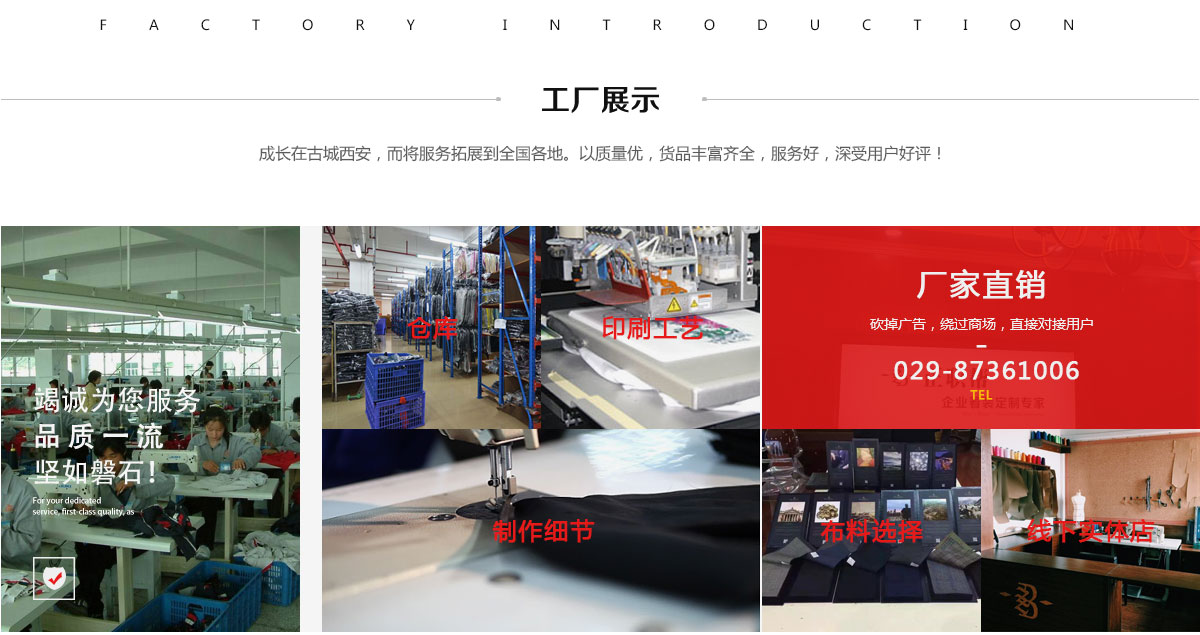 FACTORY INTRODUCTION
工厂展示
成长在古城西安，而将服务拓展到全国各地。以质量优，货品丰富齐全，服务好，深受用户好评！
竭诚为您服务
品质一流
坚如磐石！
For your dedicated
service, first-class quality, as
仓库
印刷工艺
厂家直销
砍掉广告，绕过商场，直接对接用户
029-87361006
TEL
企业着装定制专家
制作细节
布料选择
线下实体店